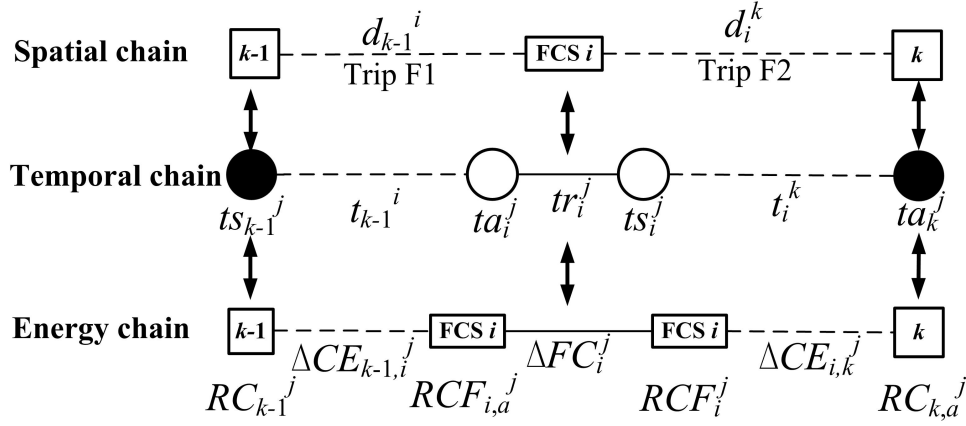 d_{k-1}^i d_i^k
Spatial chain k-1 FCS i k
Trip F1 Trip F2
Temporal chain
ts_{k-1}^j t_{k-1}^i ta_i^j tr_i^j ts_i^j t_i^k ta_k^j
Energy chain k-1 FCS i FCS i k
ΔCE_{k-1,i}^j ΔFC_i^j ΔCE_{i,k}^j
RC_{k-1}^j RCF_{i,a}^j RCF_i^j RC_{k,a}^j